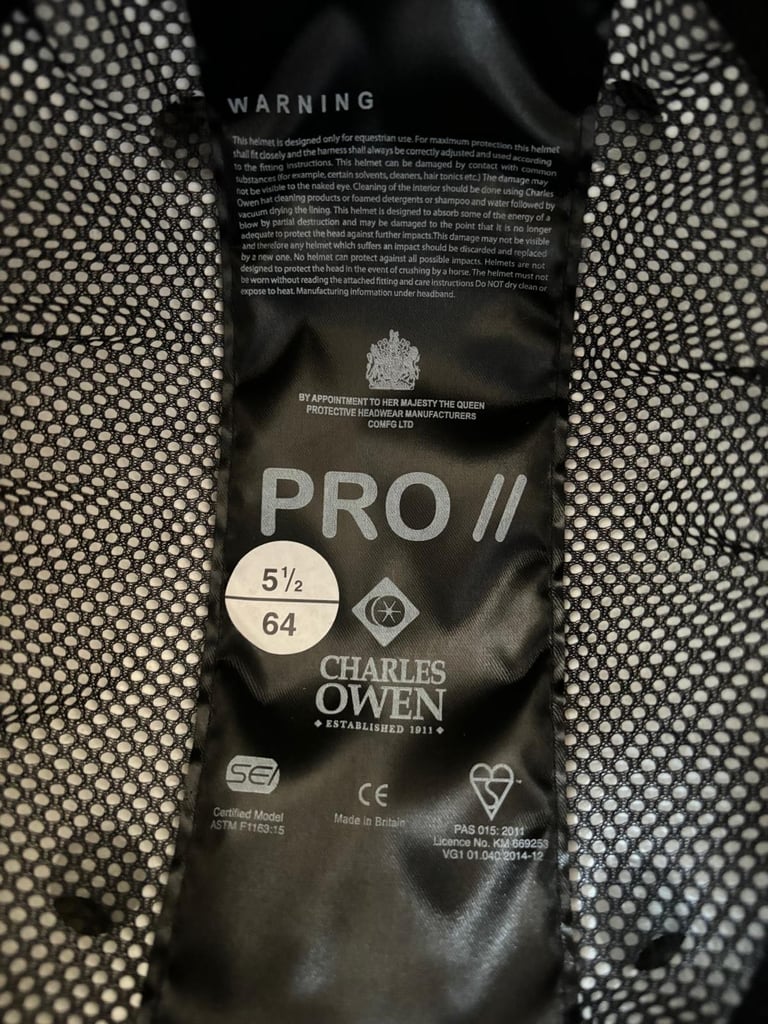 WARNING
This helmet is designed only for equestrian use. For maximum protection this helmet
shall fit closely and the harness shall always be correctly adjusted and used according
to the fitting instructions. This helmet can be damaged by contact with common
substances (for example, certain solvents, cleaners, hair tonics etc.) The damage may
not be visible to the naked eye. Cleaning of the interior should be done using Charles
Owen hat cleaning products or foamed detergents or shampoo and water followed by
vacuum drying the lining. This helmet is designed to absorb some of the energy of a
blow by partial destruction and may be damaged to the point that it is no longer
adequate to protect the head against further impacts.This damage may not be visible
and therefore any helmet which suffers an impact should be discarded and replaced
by a new one. No helmet can protect against all possible impacts. Helmets are not
designed to protect the head in the event of crushing by a horse. The helmet must not
be worn without reading the attached fitting and care instructions Do NOT dry clean or
expose to heat. Manufacturing information under headband.
BY APPOINTMENT TO HER MAJESTY THE QUEEN
PROTECTIVE HEADWEAR MANUFACTURERS
COMFG LTD
PRO //
5 1/2
64
CHARLES
OWEN
ESTABLISHED 1911
SEI
Certified Model
ASTM F1163:15
CE
Made in Britain
™
PAS 015: 2011
Licence No. KM 669253
VG1 01.040 2014-12